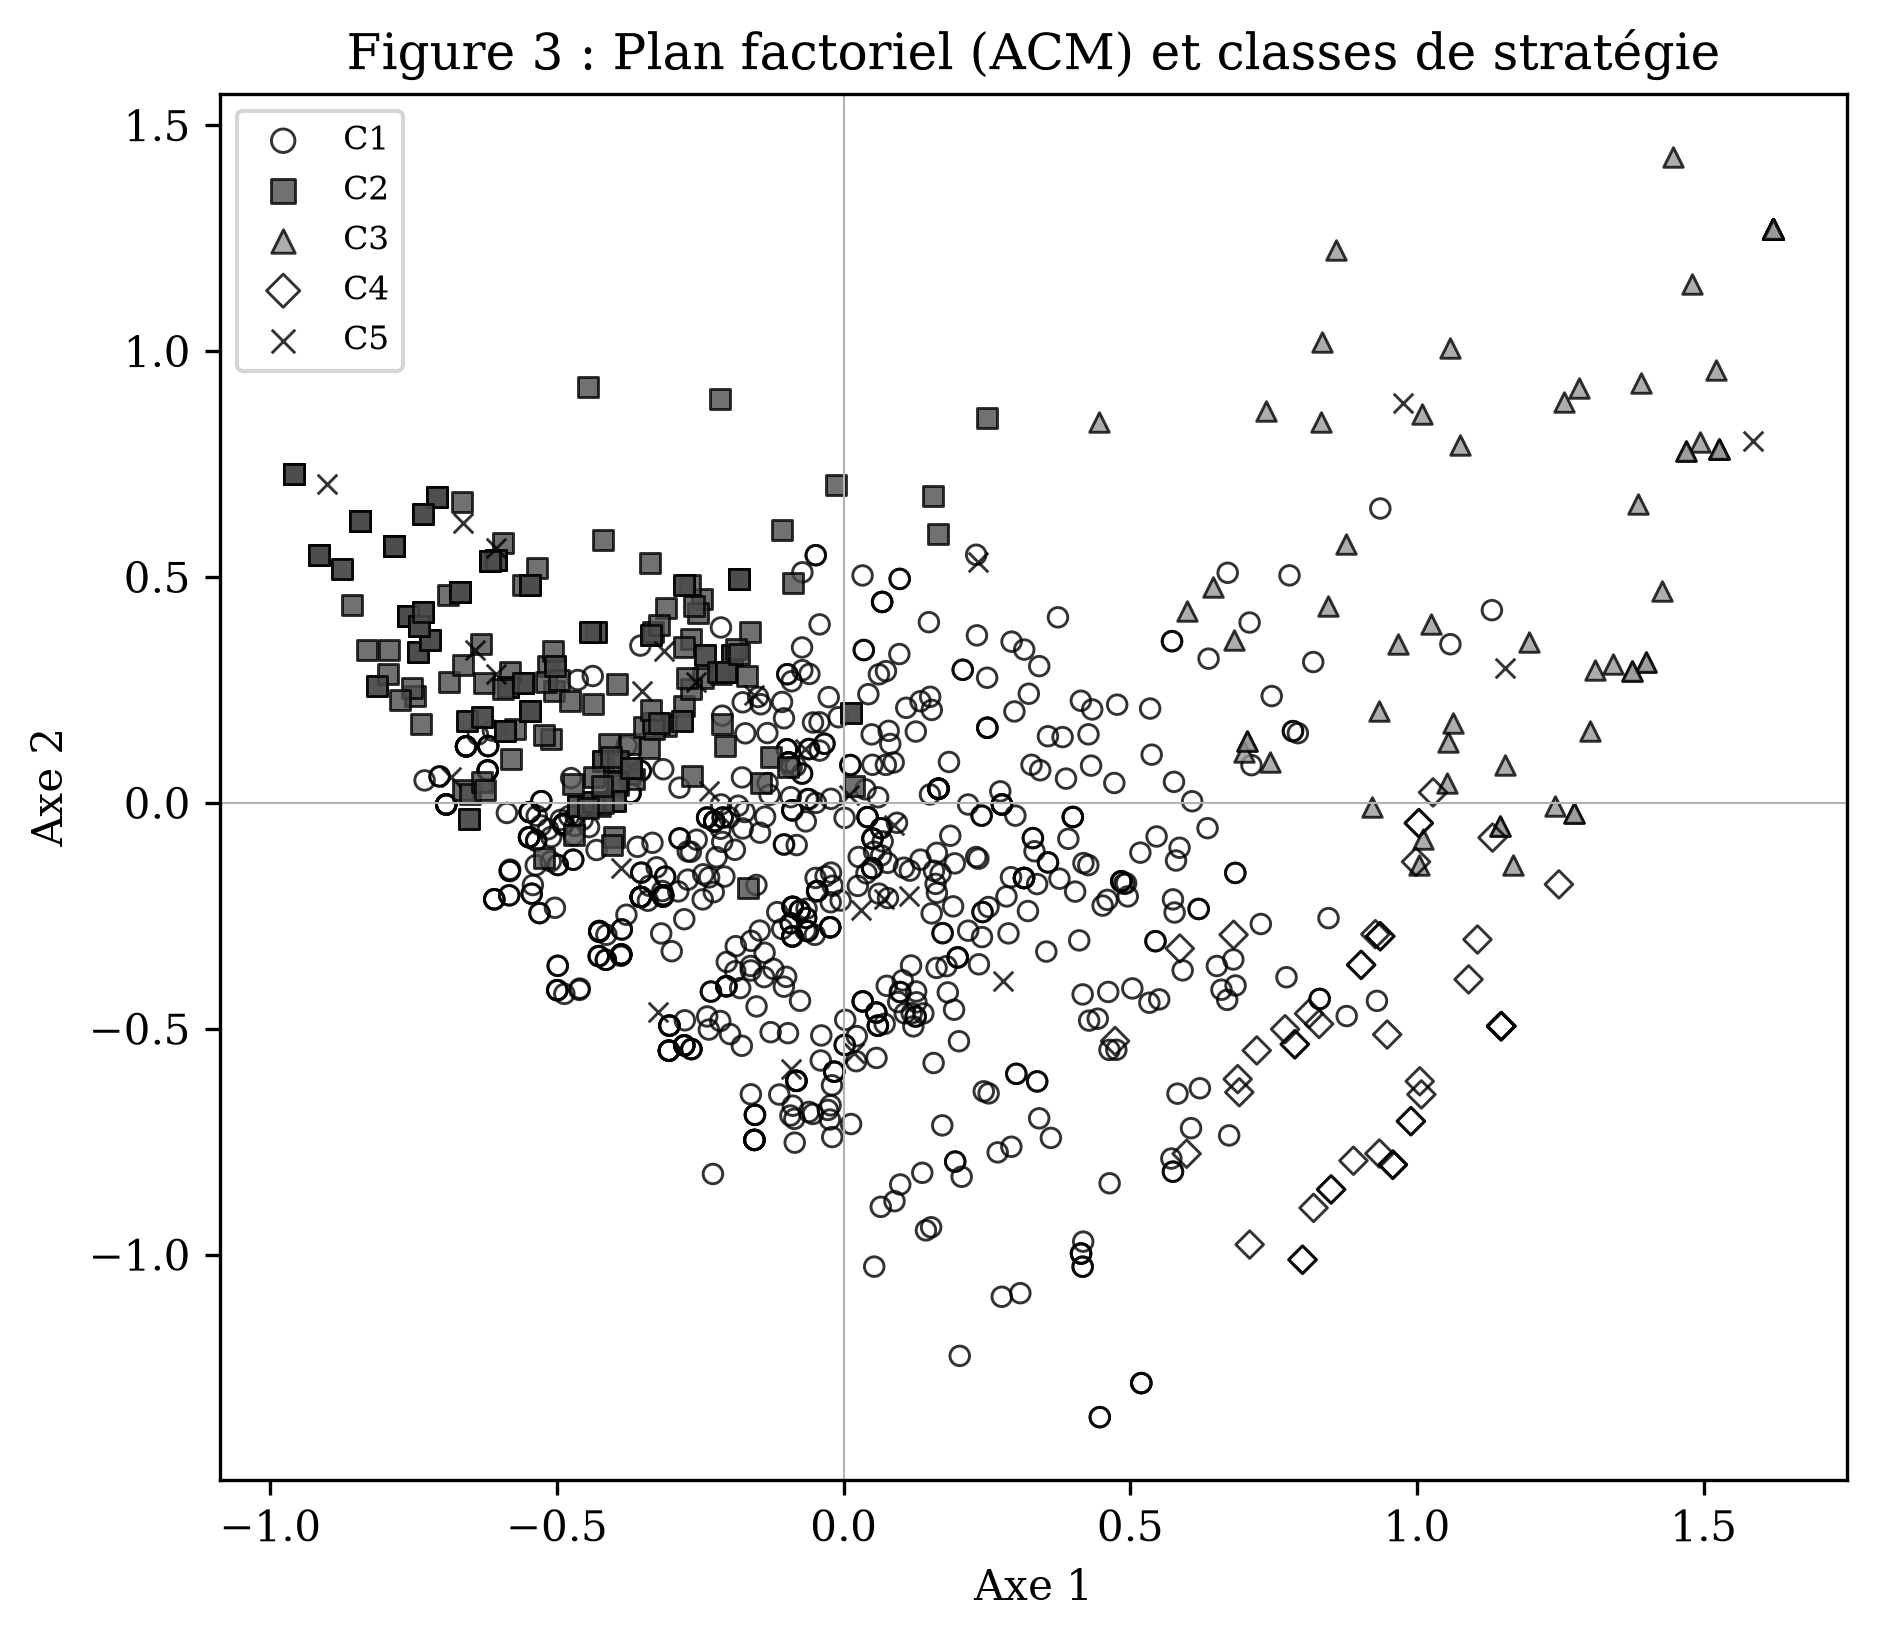 Figure 3 : Plan factoriel (ACM) et classes de stratégie
C1
C2
C3
C4
C5
1.5
1.0
0.5
0.0
−0.5
−1.0
Axe 2
−1.0 −0.5 0.0 0.5 1.0 1.5
Axe 1